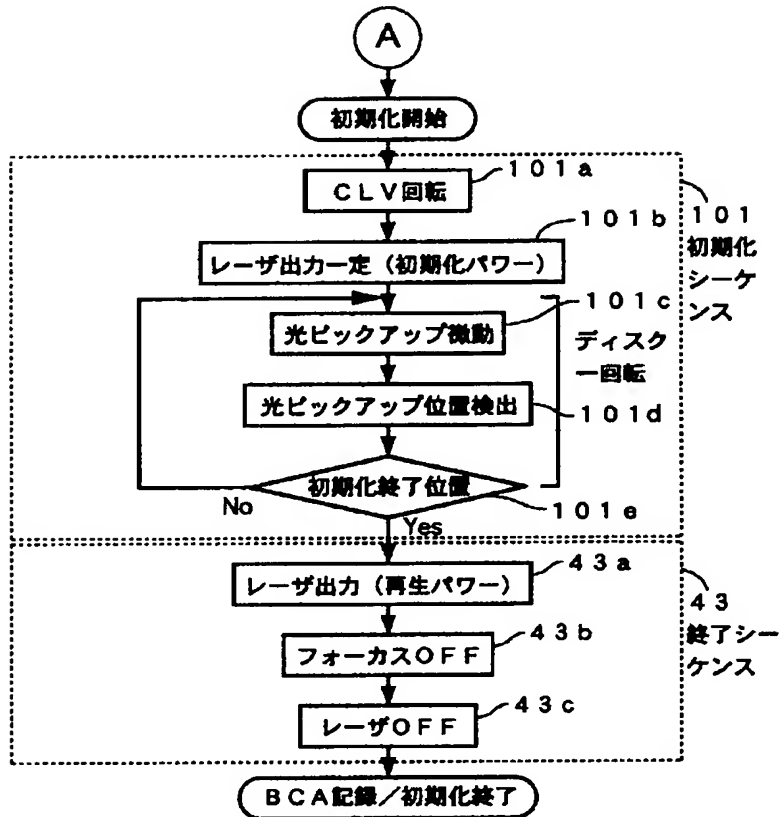 A
初期化開始
CLV回転
101a
レーザ出力一定（初期化パワー）
101b
光ピックアップ微動
101c
光ピックアップ位置検出
101d
ディスク
ー回転
初期化終了位置
101e
No
Yes
101
初期化
シーケ
ンス
レーザ出力（再生パワー）
43a
フォーカスOFF
43b
レーザOFF
43c
43
終了シー
ケンス
BCA記録／初期化終了